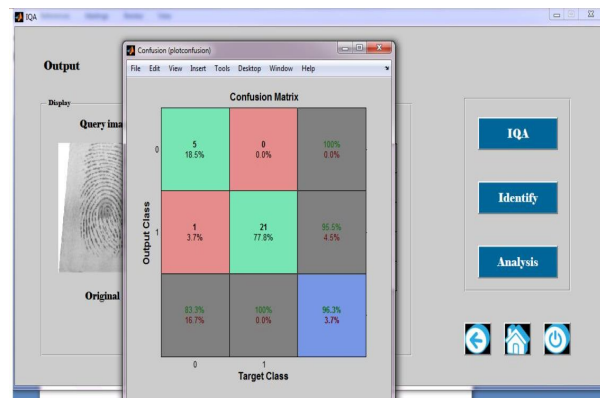 IQA
Output
Display
Query ima
Original
Confusion (plotconfusion)
File Edit View Insert Tools Desktop Window Help
Confusion Matrix
Output Class
0
5
18.5%
0
0.0%
100%
0.0%
1
1
3.7%
21
77.8%
95.5%
4.5%
83.3%
16.7%
100%
0.0%
96.3%
3.7%
0 1
Target Class
IQA
Identify
Analysis